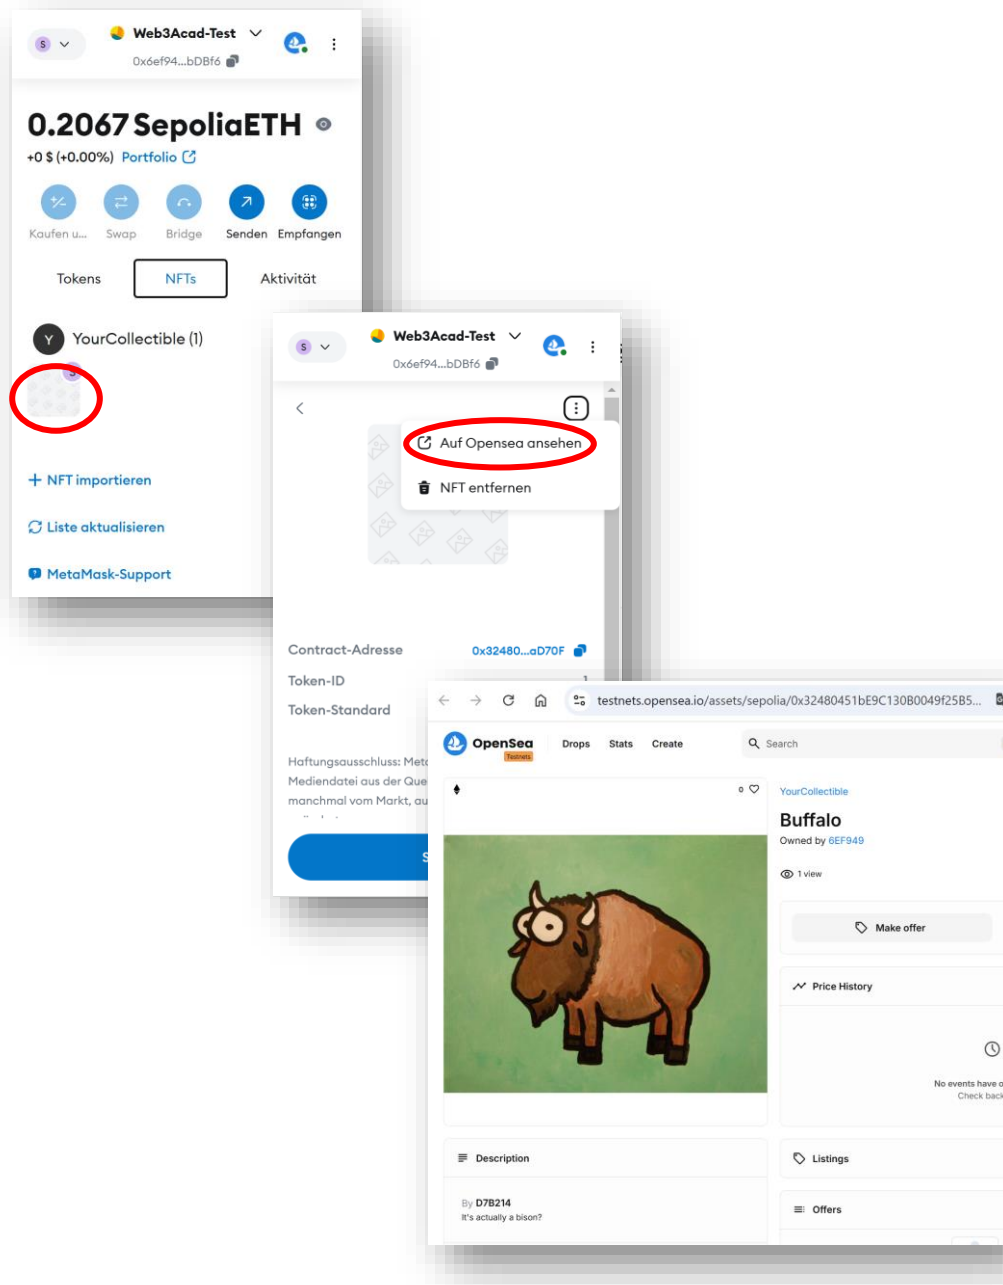 S
Web3Acad-Test
0x6ef94...bDBf6
0.2067 SepoliaETH
+0 $ (+0.00%) Portfolio
Kaufen u... Swap Bridge Senden Empfangen
Tokens NFTs Aktivität
Y YourCollectible (1)
S
+ NFT importieren
Liste aktualisieren
MetaMask-Support
S
Web3Acad-Test
0x6ef94...bDBf6
Auf Opensea ansehen
NFT entfernen
Contract-Adresse 0x32480...aD70F
Token-ID 1
Token-Standard
Haftungsausschluss: Meta
Mediendatei aus der Que
manchmal vom Markt, au
S
testnets.opensea.io/assets/sepolia/0x32480451bE9C130B0049f25B5...
OpenSea Drops Stats Create Search
Testnets
0
YourCollectible
Buffalo
Owned by 6EF949
1 view
Make offer
Price History
No events have o
Check back
Description
By D7B214
It's actually a bison?
Listings
Offers